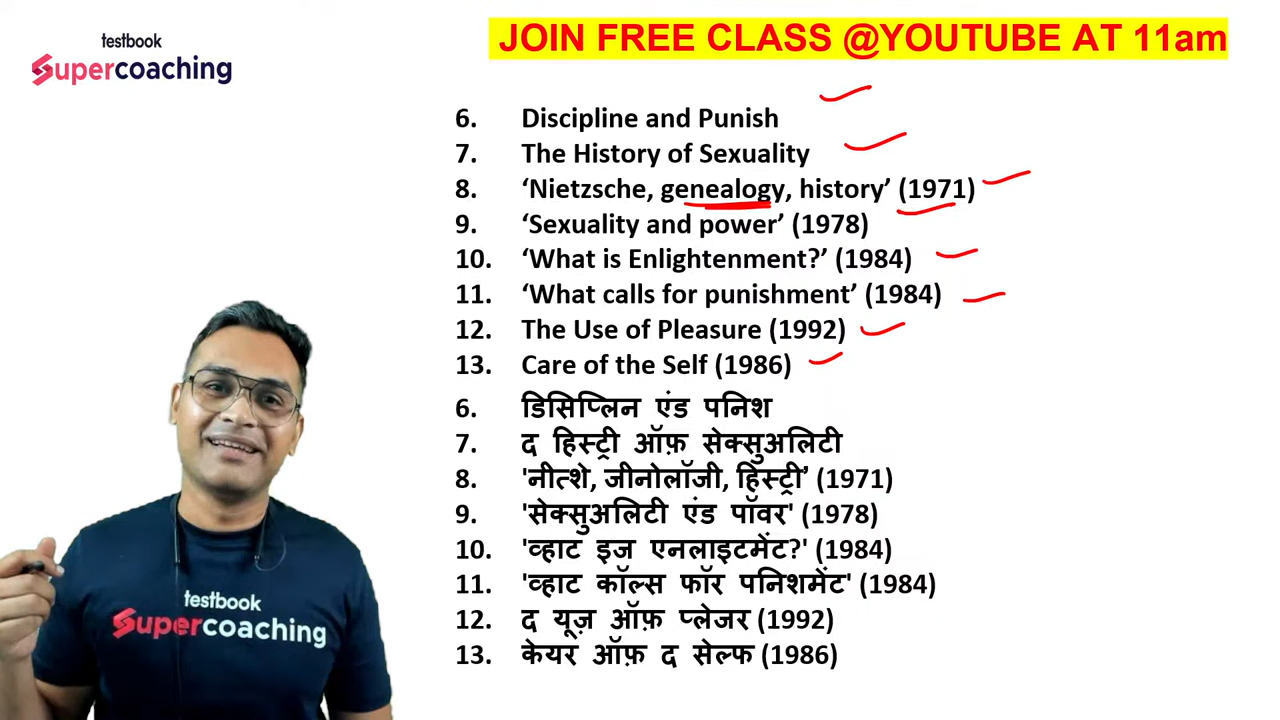 testbook
Supercoaching
JOIN FREE CLASS @YOUTUBE AT 11am
6. Discipline and Punish
7. The History of Sexuality
8. ‘Nietzsche, genealogy, history’ (1971)
9. ‘Sexuality and power’ (1978)
10. ‘What is Enlightenment?’ (1984)
11. ‘What calls for punishment’ (1984)
12. The Use of Pleasure (1992)
13. Care of the Self (1986)
6. डिसिप्लिन एंड पनिश
7. द हिस्ट्री ऑफ़ सेक्सुअलिटी
8. 'नीत्शे, जीनोलॉजी, हिस्ट्री’ (1971)
9. 'सेक्सुअलिटी एंड पॉवर' (1978)
10. 'व्हाट इज एनलाइटमेंट?' (1984)
11. 'व्हाट कॉल्स फॉर पनिशमेंट' (1984)
12. द यूज़ ऑफ़ प्लेजर (1992)
13. केयर ऑफ़ द सेल्फ (1986)
testbook
Supercoaching